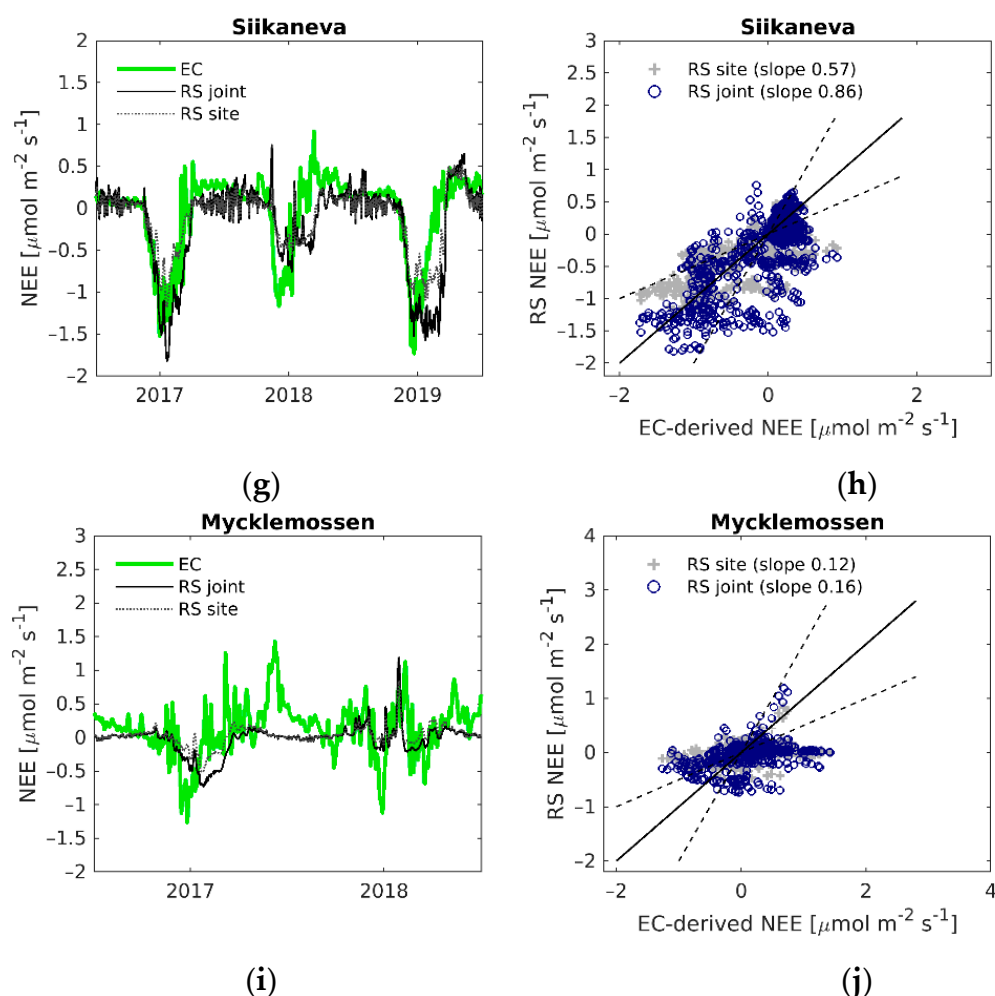 Siikaneva
NEE [μmol m⁻² s⁻¹]
2
1.5
1
0.5
0
−0.5
−1
−1.5
−2
EC
RS joint
RS site
2017 2018 2019
(g)
Siikaneva
RS NEE [μmol m⁻² s⁻¹]
3
2.5
2
1.5
1
0.5
0
−0.5
−1
−1.5
−2
RS site (slope 0.57)
RS joint (slope 0.86)
−2 0 2
EC-derived NEE [μmol m⁻² s⁻¹]
(h)
Mycklemossen
NEE [μmol m⁻² s⁻¹]
3
2.5
2
1.5
1
0.5
0
−0.5
−1
−1.5
−2
EC
RS joint
RS site
2017 2018
(i)
Mycklemossen
RS NEE [μmol m⁻² s⁻¹]
4
3
2
1
0
−1
−2
RS site (slope 0.12)
RS joint (slope 0.16)
−2 0 2 4
EC-derived NEE [μmol m⁻² s⁻¹]
(j)